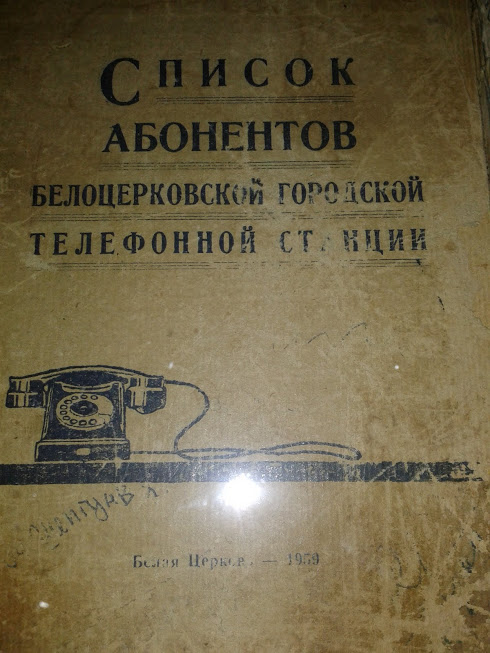 Список
абонентов
Белоцерковской городской
телефонной станции
Белая Церковь — 1959